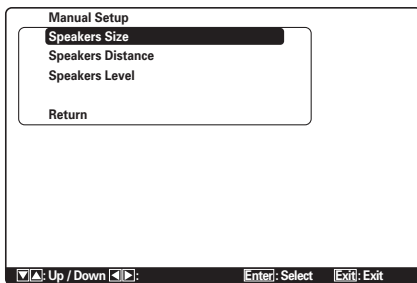 Manual Setup
Speakers Size
Speakers Distance
Speakers Level
Return
▼▲: Up / Down ◀▶: Enter: Select Exit: Exit